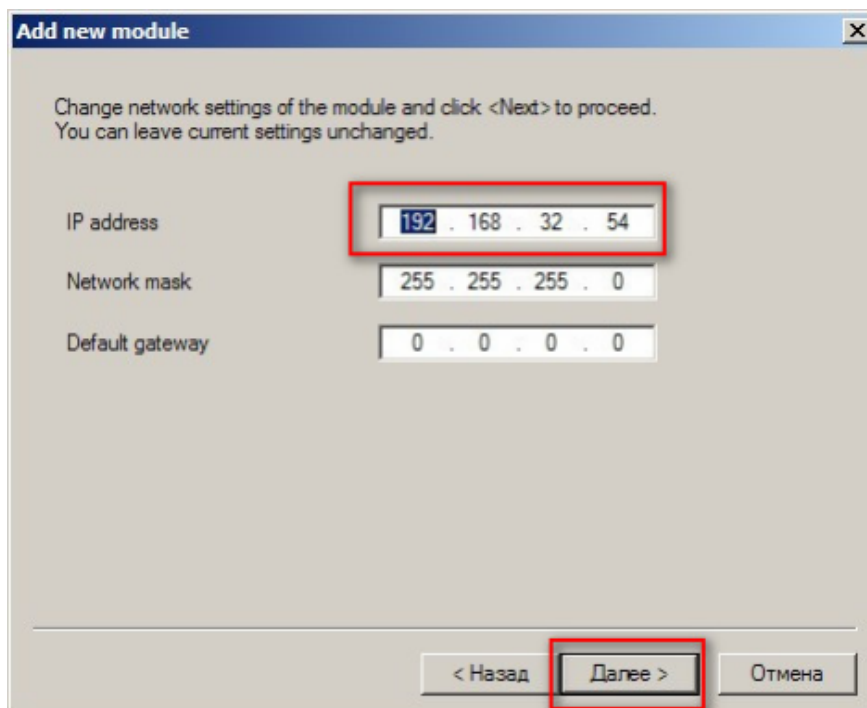 Add new module
Change network settings of the module and click <Next> to proceed.
You can leave current settings unchanged.
IP address 192 . 168 . 32 . 54
Network mask 255 . 255 . 255 . 0
Default gateway 0 . 0 . 0 . 0
< Назад Далее > Отмена